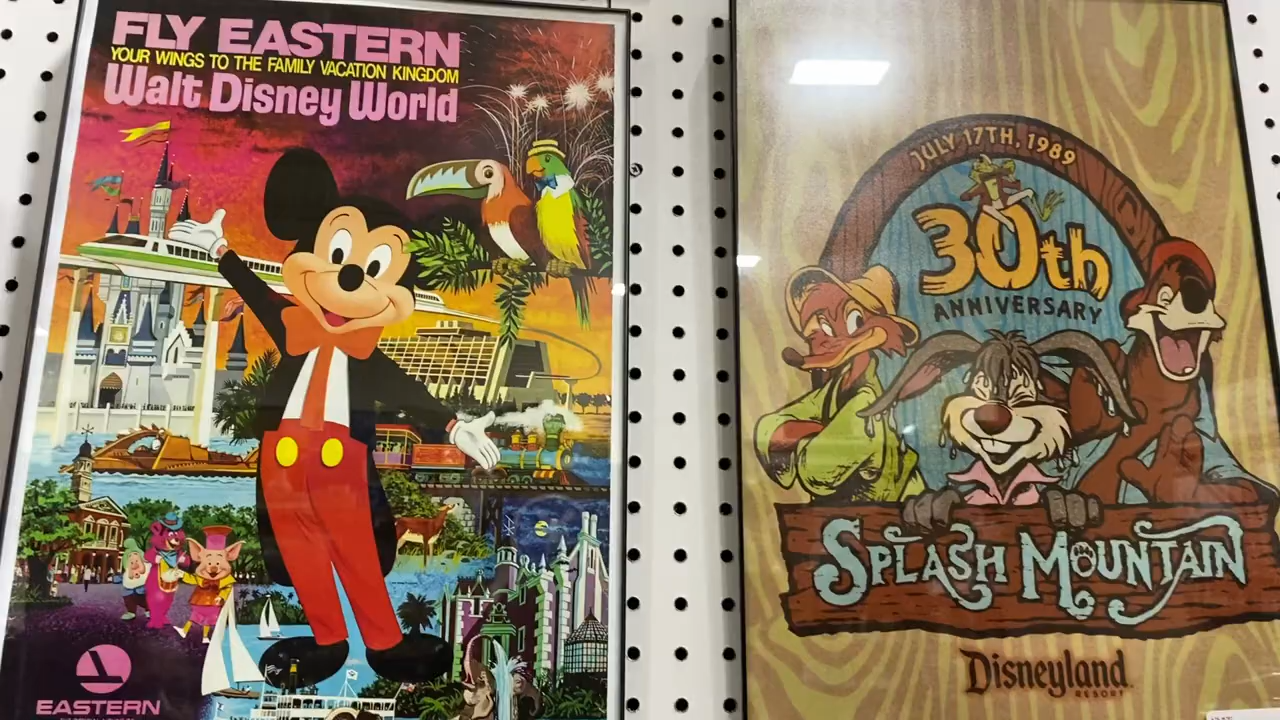 FLY EASTERN
YOUR WINGS TO THE FAMILY VACATION KINGDOM
Walt Disney World
EASTERN
JULY 17TH, 1989
30th
ANNIVERSARY
SPLASH MOUNTAIN
Disneyland
RESORT